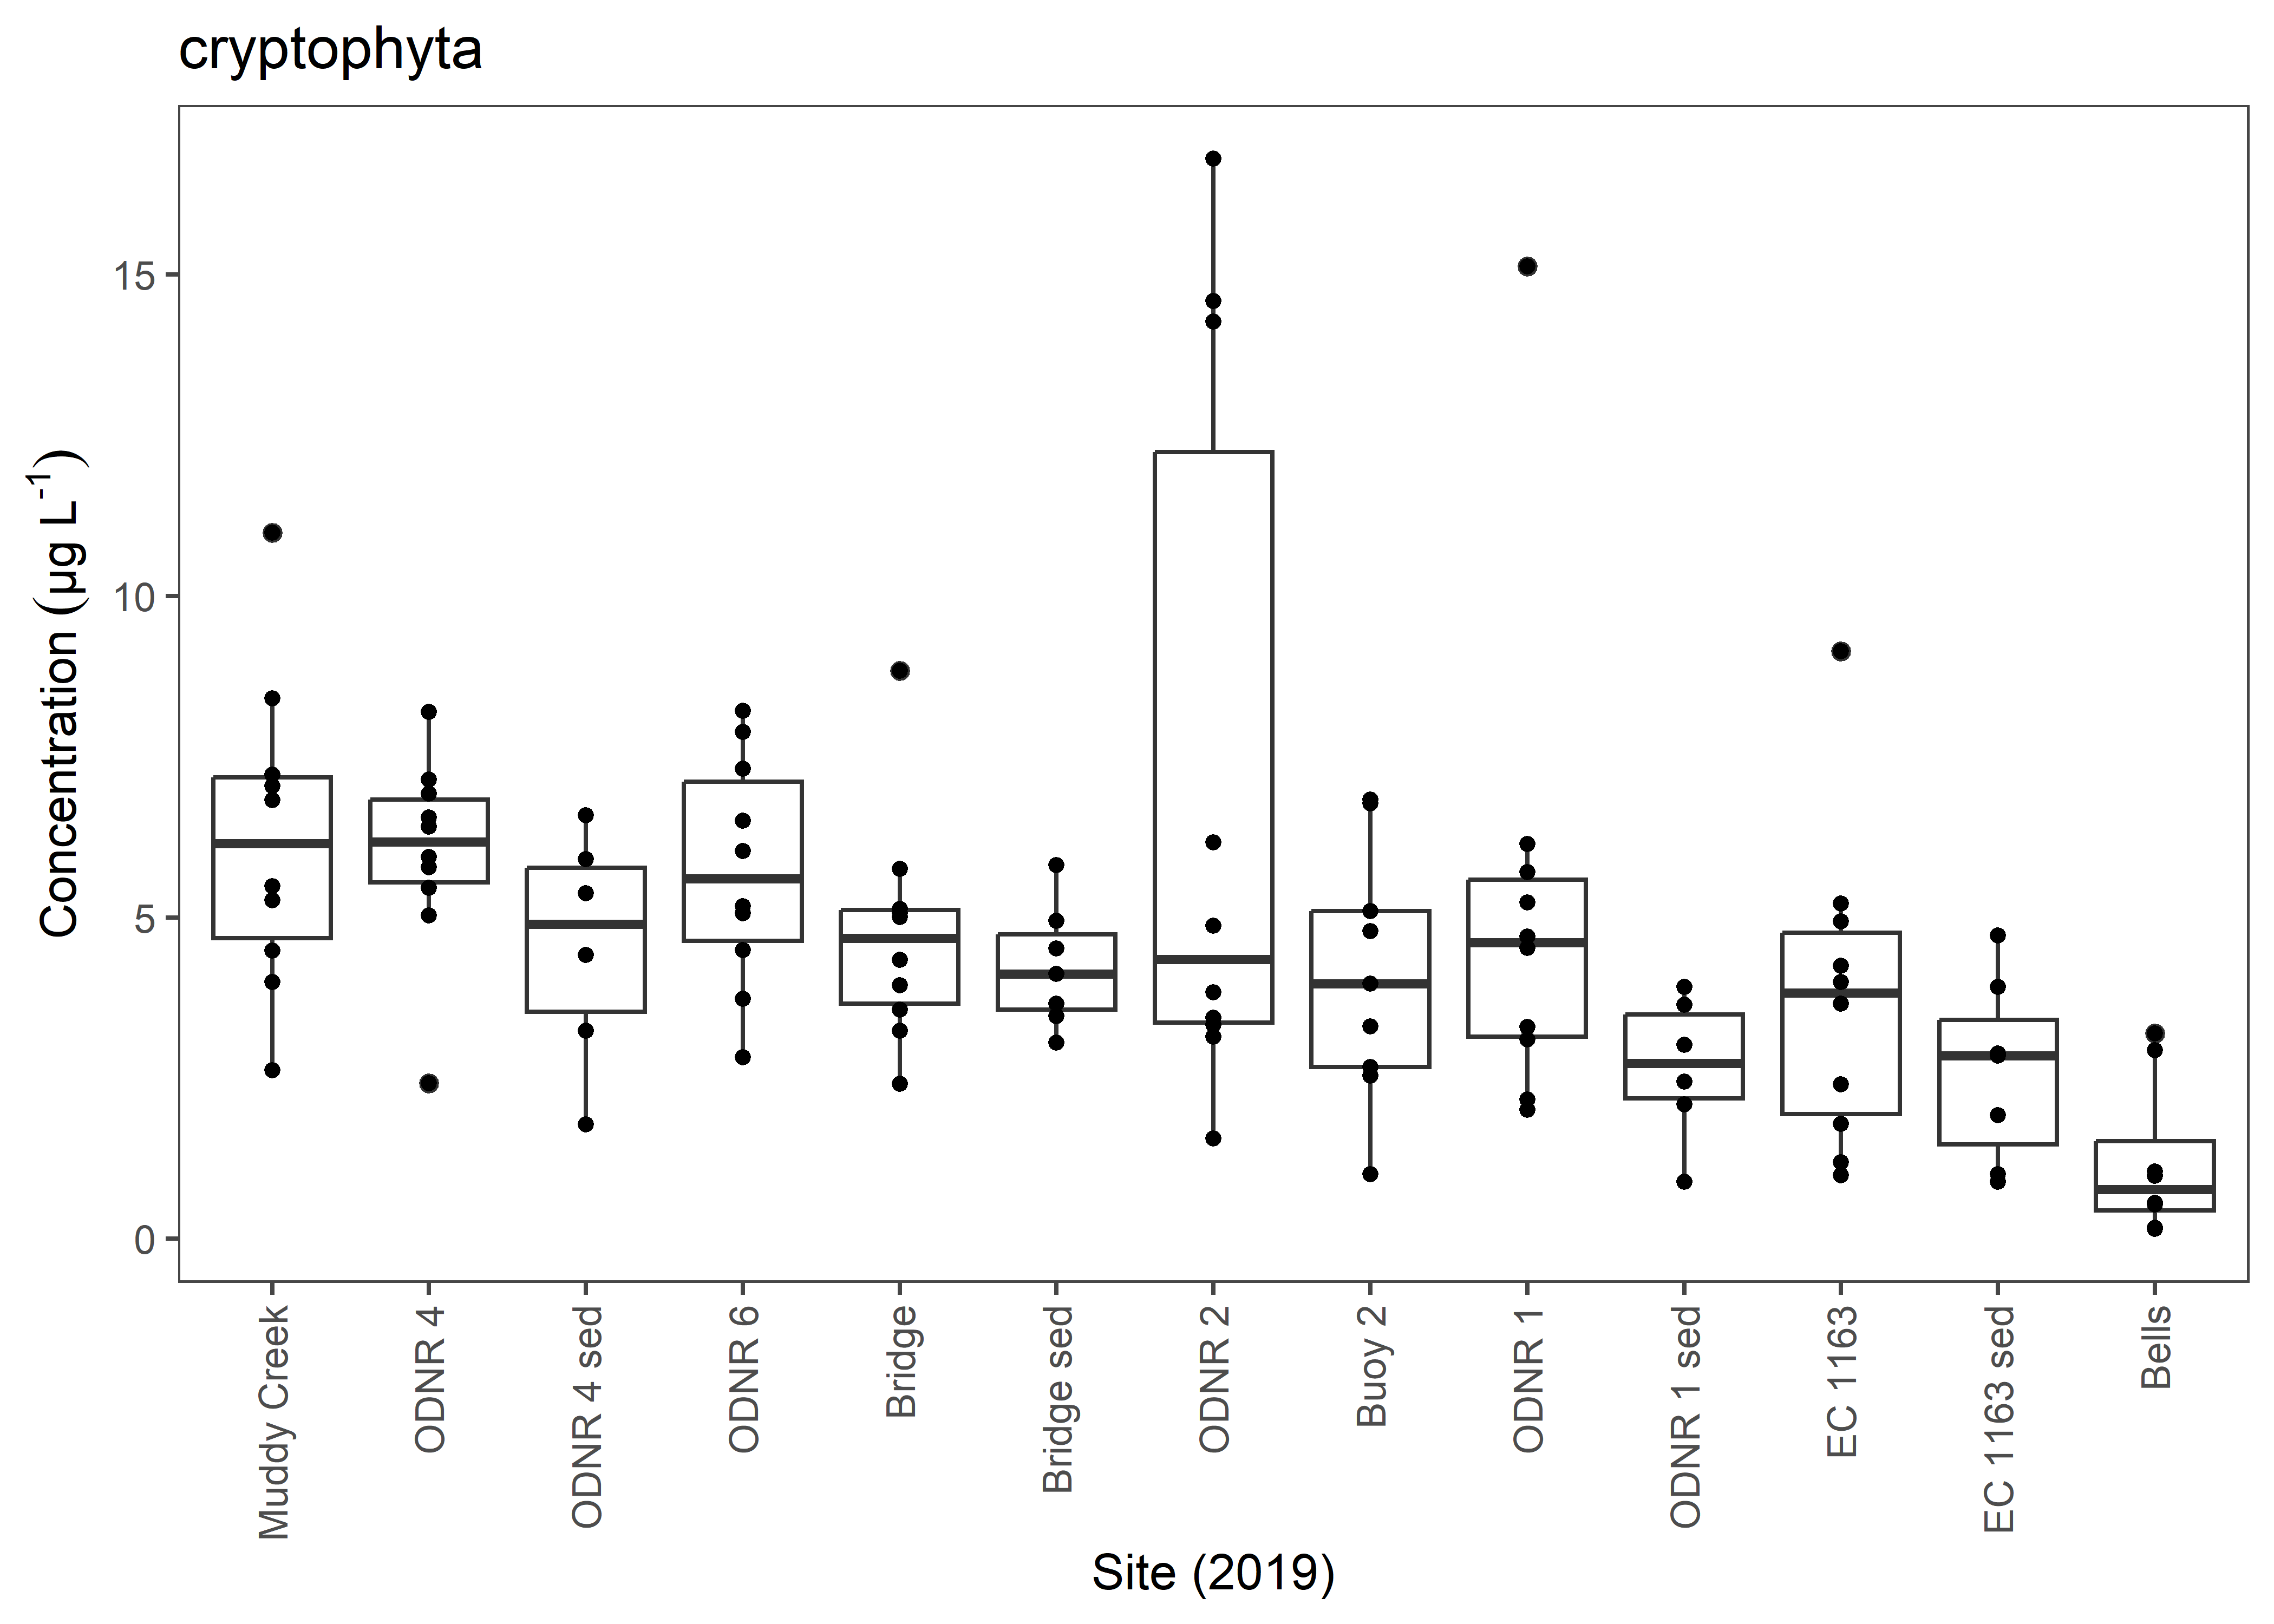 cryptophyta
Concentration (µg L⁻¹)
15
10
5
0
Muddy Creek
ODNR 4
ODNR 4 sed
ODNR 6
Bridge
Bridge sed
ODNR 2
Buoy 2
ODNR 1
ODNR 1 sed
EC 1163
EC 1163 sed
Bells
Site (2019)